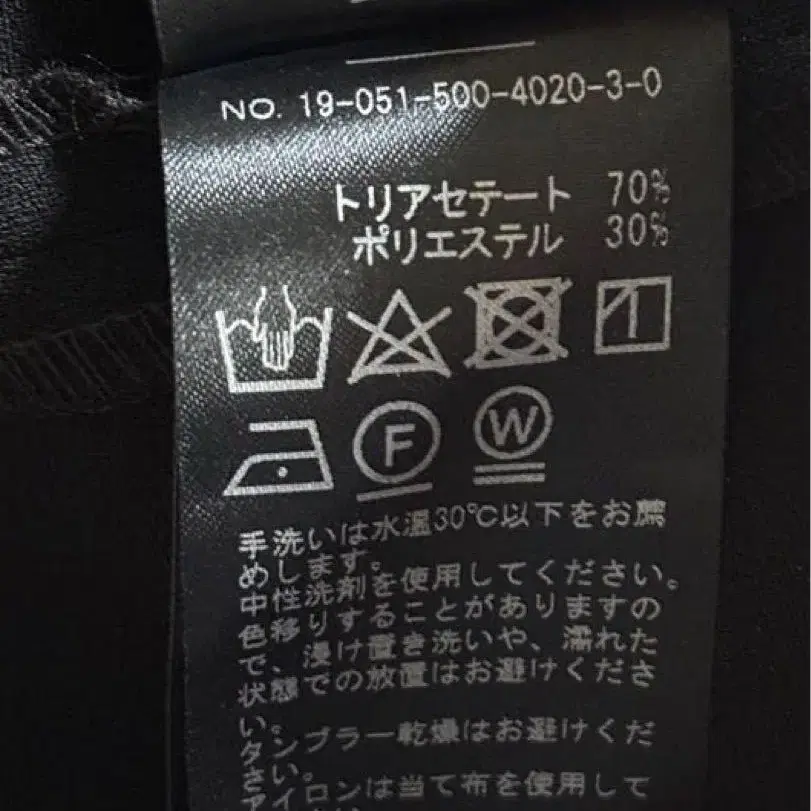 NO. 19-051-500-4020-3-0
トリアセテート 70%
ポリエステル 30%
F W
手洗いは水温30℃以下をお薦
めします。
中性洗剤を使用してください。
色移りすることがありますの
で、浸け置き洗いや、濡れた
状態での放置はお避けくださ
い。
タンブラー乾燥はお避けくだ
さい。
アイロンは当て布を使用して